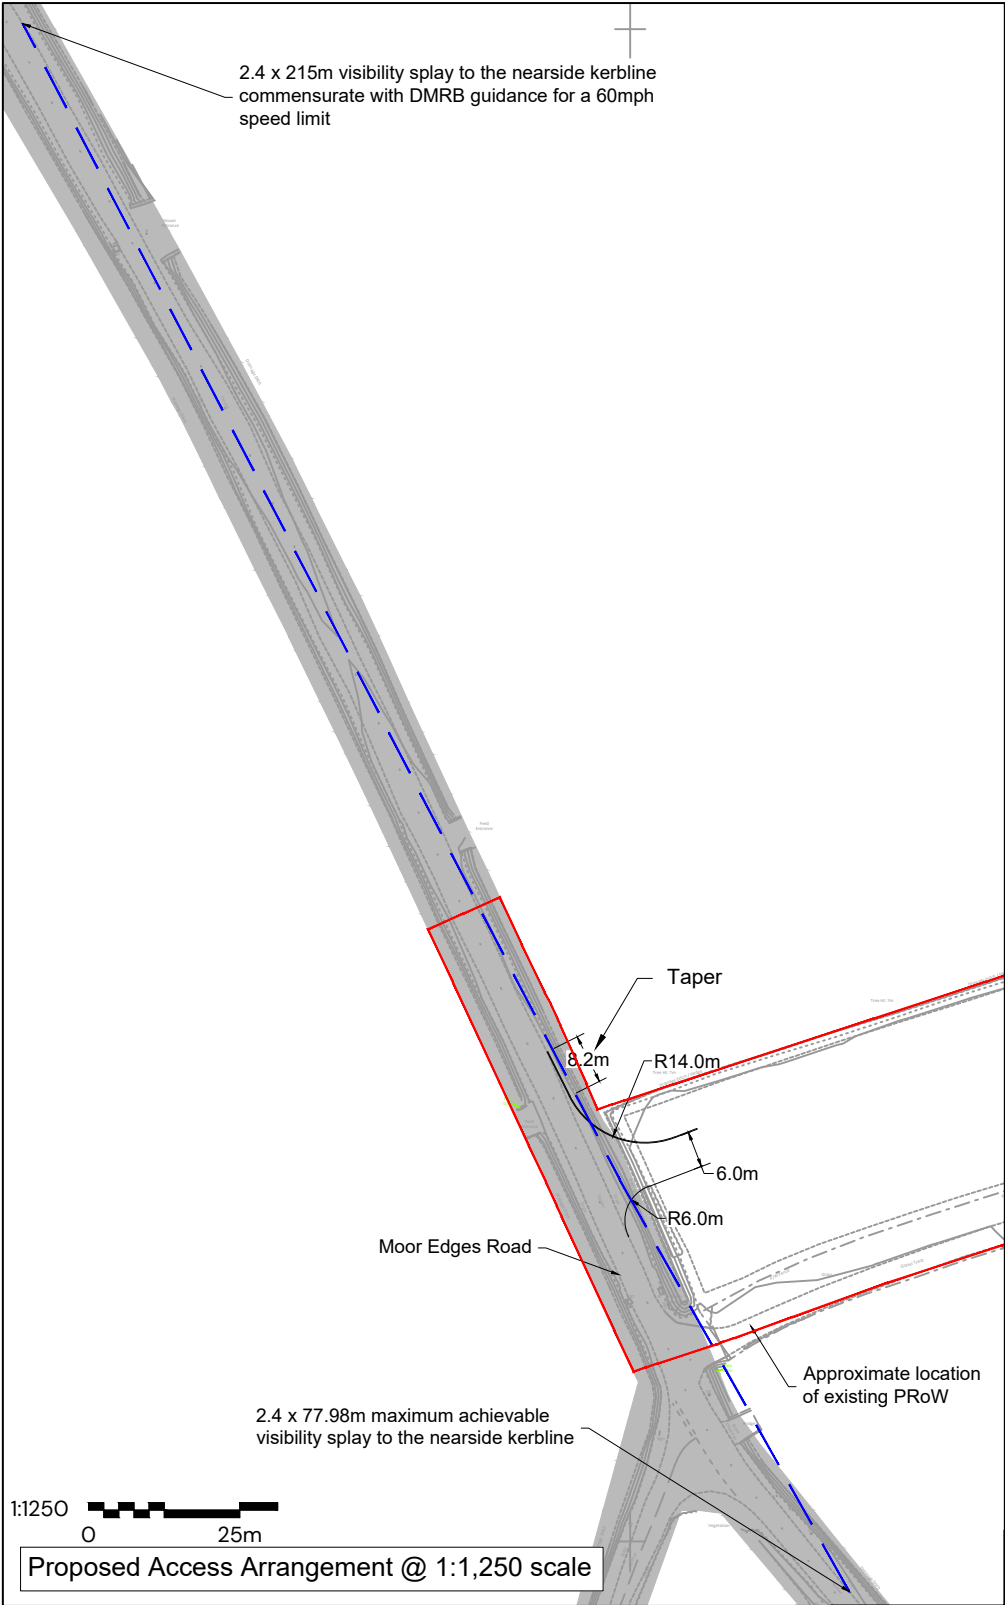 2.4 x 215m visibility splay to the nearside kerbline
commensurate with DMRB guidance for a 60mph
speed limit
Taper
8.2m
R14.0m
6.0m
R6.0m
Moor Edges Road
Approximate location
of existing PRoW
2.4 x 77.98m maximum achievable
visibility splay to the nearside kerbline
1:1250
0
25m
Proposed Access Arrangement @ 1:1,250 scale